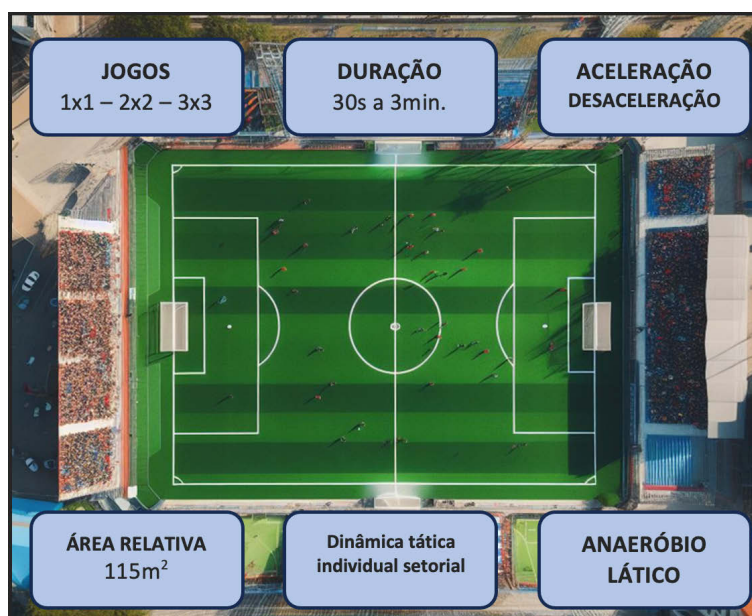 JOGOS
1x1 – 2x2 – 3x3
DURAÇÃO
30s a 3min.
ACELERAÇÃO
DESACELERAÇÃO
ÁREA RELATIVA
115m²
Dinâmica tática
individual setorial
ANAERÓBIO
LÁTICO